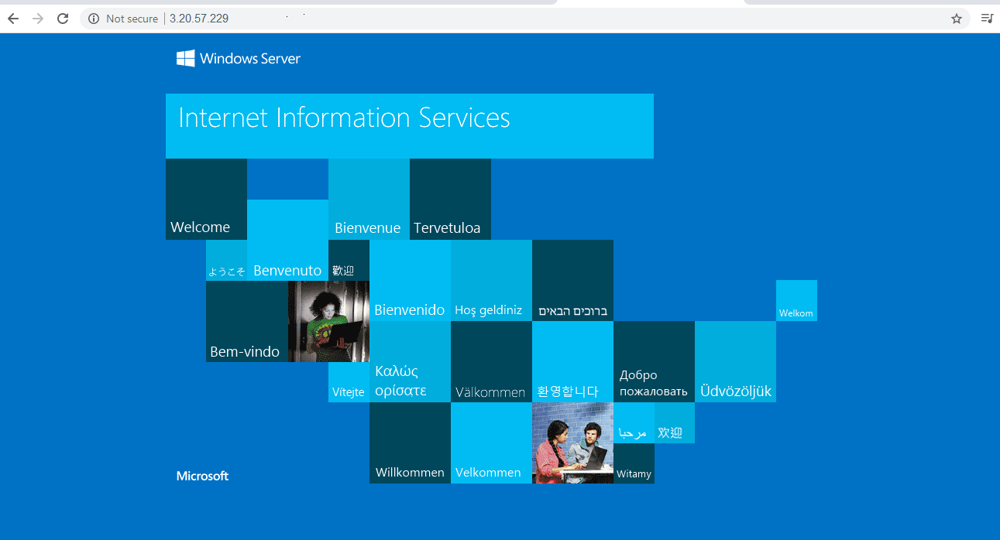 Not secure | 3.20.57.229
Windows Server
Internet Information Services
Welcome
Bienvenue
Tervetuloa
ようこそ
Benvenuto
歡迎
Bienvenido
Hoş geldiniz
ברוכים הבאים
Welkom
Bem-vindo
Vítejte
Καλώς
ορίσατε
Välkommen
환영합니다
Добро
пожаловать
Üdvözöljük
مرحبا
欢迎
Willkommen
Velkommen
Witamy
Microsoft